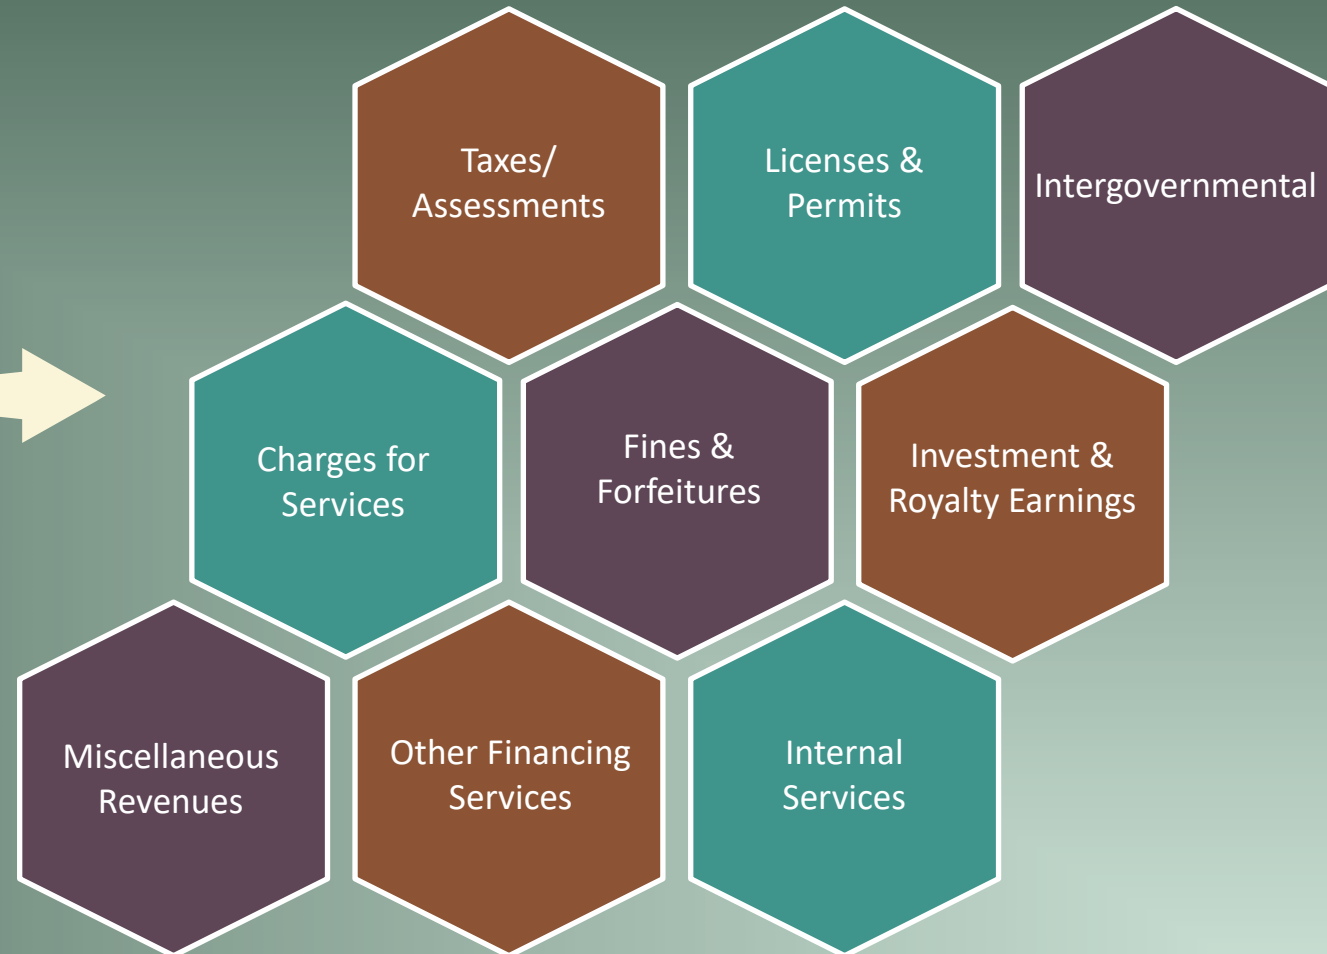 Taxes/
Assessments
Licenses &
Permits
Intergovernmental
Charges for
Services
Fines &
Forfeitures
Investment &
Royalty Earnings
Miscellaneous
Revenues
Other Financing
Services
Internal
Services